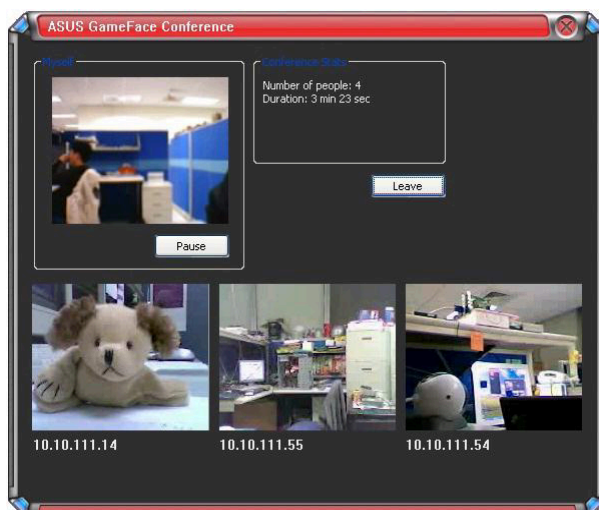 ASUS GameFace Conference
Myself
Conference Stats
Number of people: 4
Duration: 3 min 23 sec
Leave
Pause
10.10.111.14
10.10.111.55
10.10.111.54